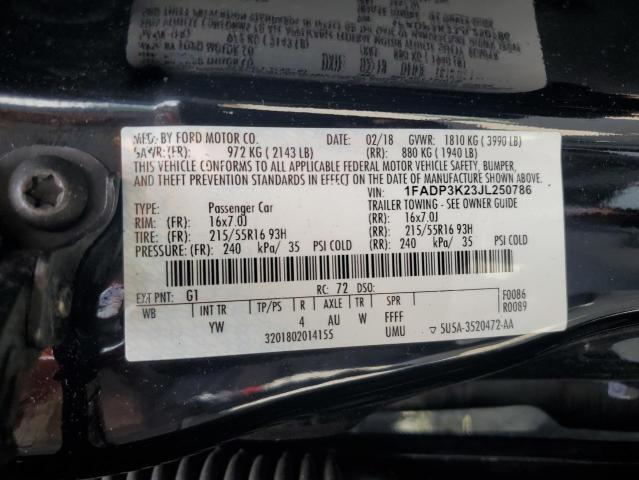 MFD. BY FORD MOTOR CO. DATE: 02/18 GVWR: 1810 KG ( 3990 LB)
GAWR: (FR): 972 KG ( 2143 LB) (RR): 880 KG ( 1940 LB)
THIS VEHICLE CONFORMS TO ALL APPLICABLE FEDERAL MOTOR VEHICLE SAFETY, BUMPER,
AND THEFT PREVENTION STANDARDS IN EFFECT ON THE DATE OF MANUFACTURE SHOWN ABOVE.
VIN: 1FADP3K23JL250786
TYPE: Passenger Car TRAILER TOWING - SEE OWNER GUIDE
RIM: (FR): 16x7.0J (RR): 16x7.0J
TIRE: (FR): 215/55R16 93H (RR): 215/55R16 93H
PRESSURE: (FR): 240 kPa/ 35 PSI COLD (RR): 240 kPa/ 35 PSI COLD
EXT PNT: G1 RC: 72 DSO: F0086
WB INT TR TP/PS R AXLE TR SPR R0089
YW 4 AU W FFFF
3201802014155 UMU 5U5A-3520472-AA